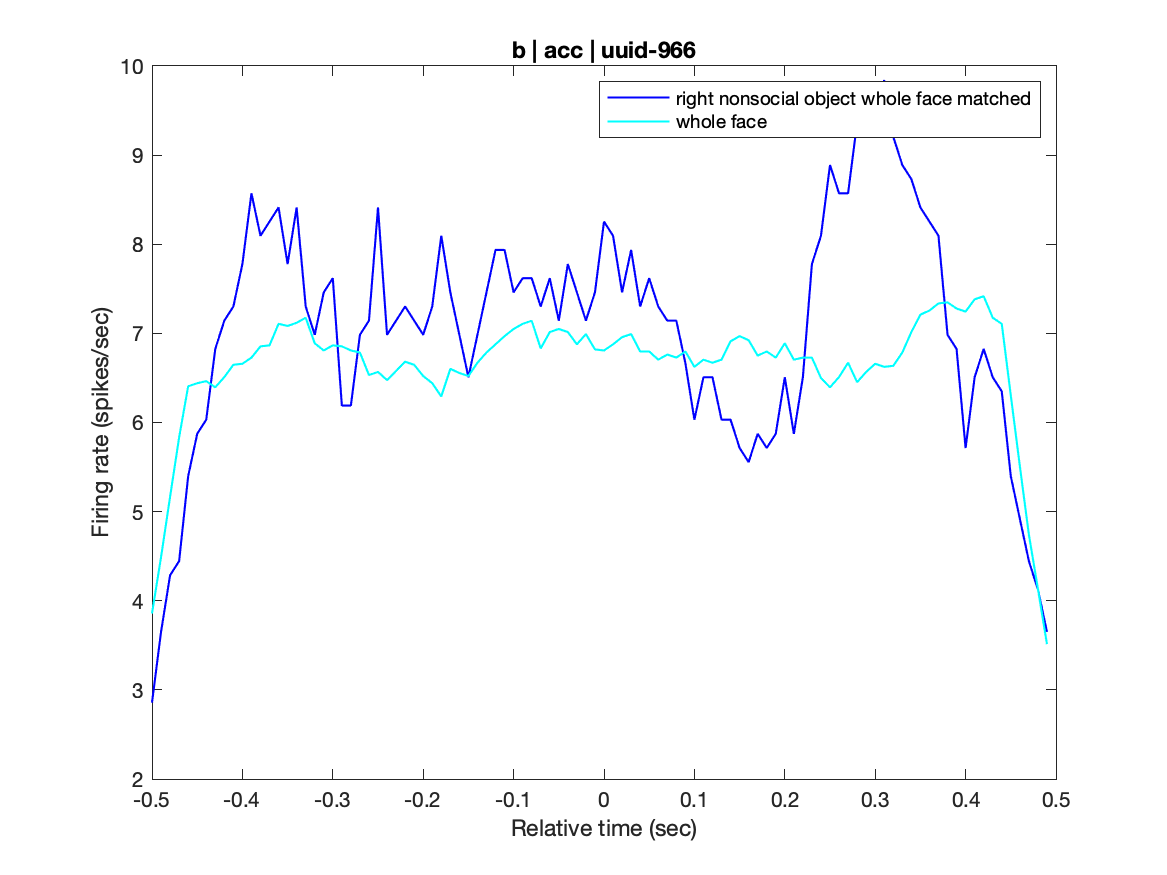 b | acc | uuid-966
right nonsocial object whole face matched
whole face
10
9
8
7
6
5
4
3
2
Firing rate (spikes/sec)
-0.5 -0.4 -0.3 -0.2 -0.1 0 0.1 0.2 0.3 0.4 0.5
Relative time (sec)